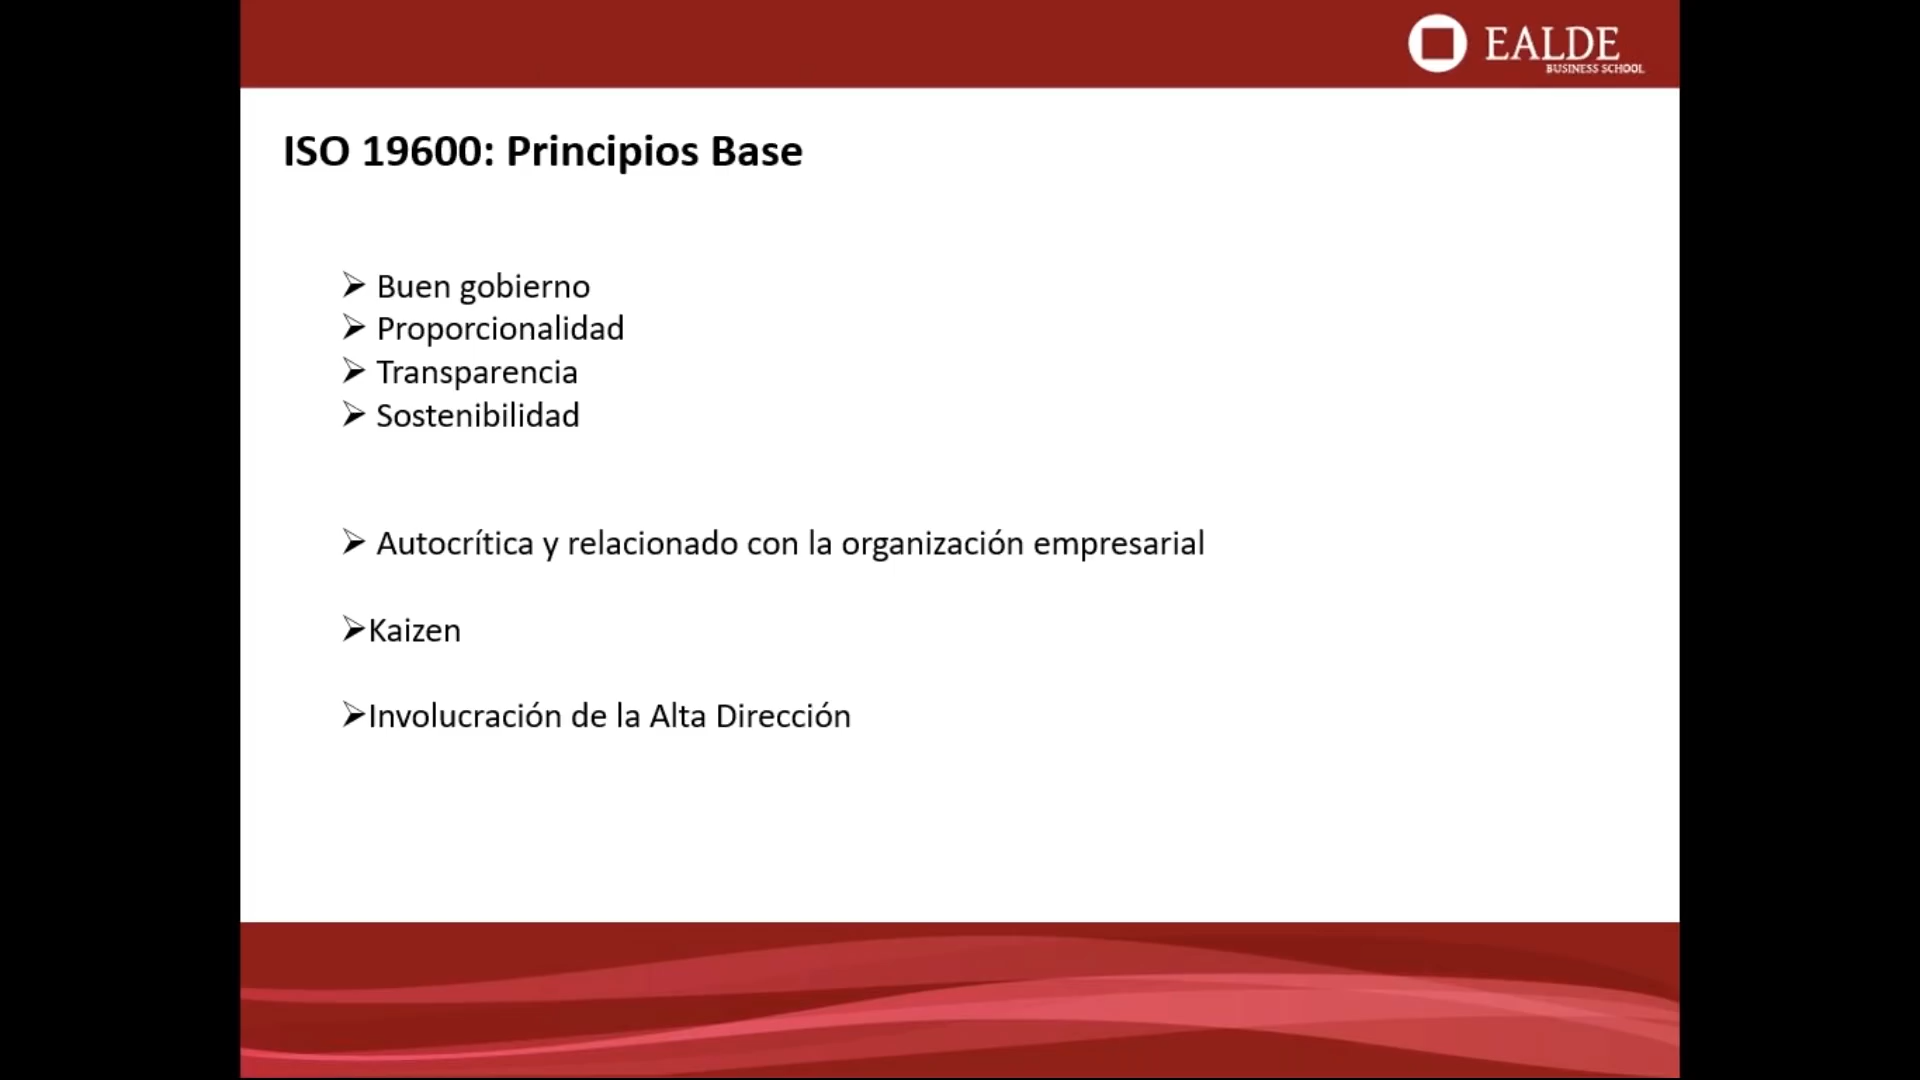 EALDE
BUSINESS SCHOOL
ISO 19600: Principios Base
➢ Buen gobierno
➢ Proporcionalidad
➢ Transparencia
➢ Sostenibilidad
➢ Autocrítica y relacionado con la organización empresarial
➢Kaizen
➢Involucración de la Alta Dirección